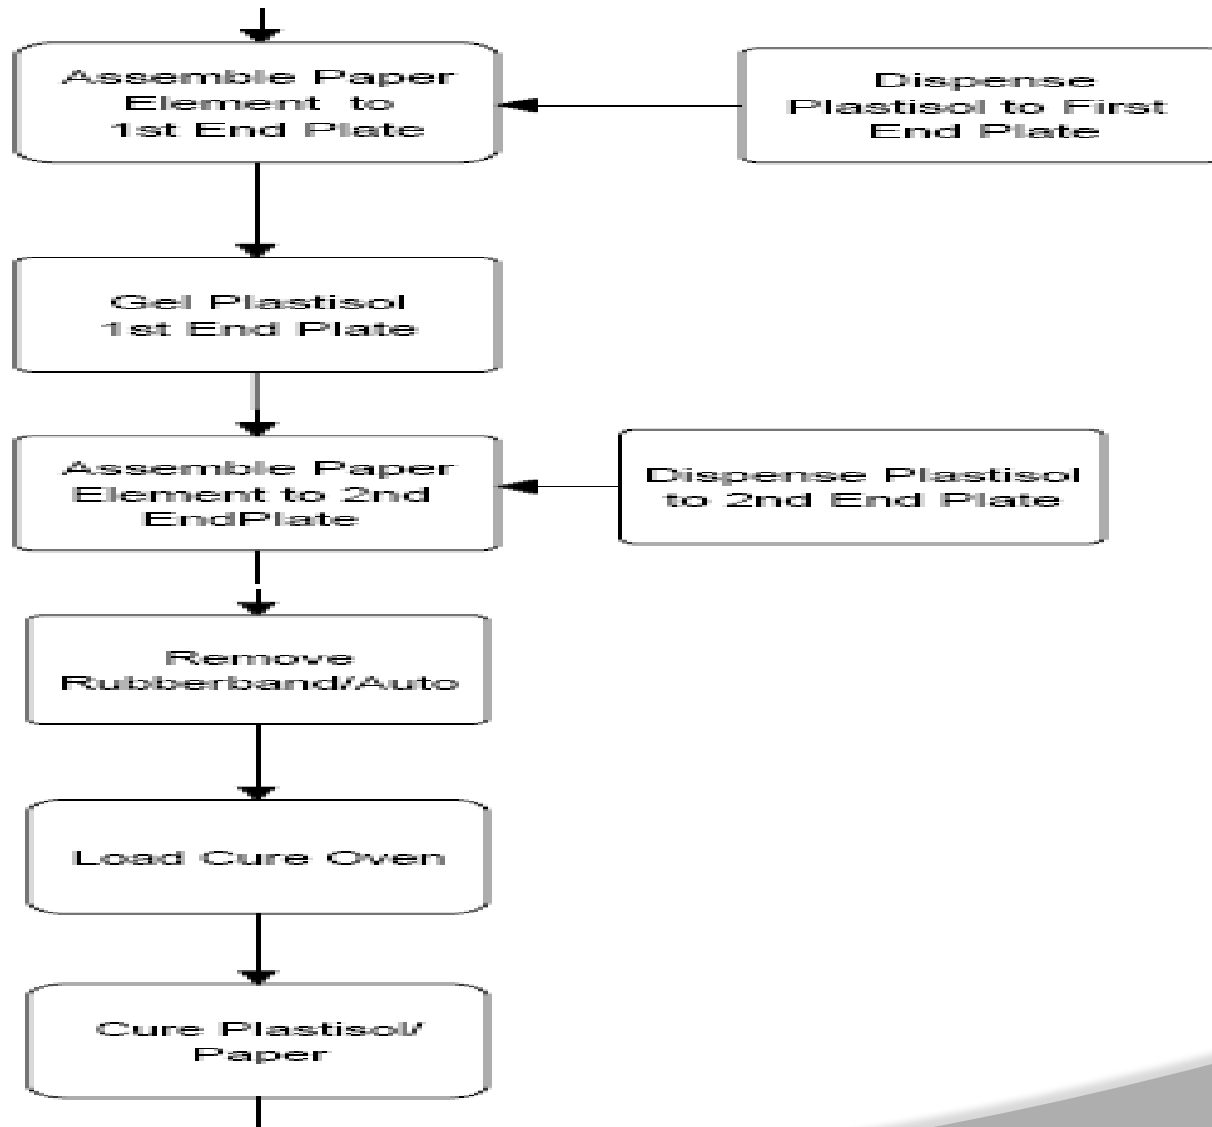 Assemble Paper
Element to
1st End Plate
Dispense
Plastisol to First
End Plate
Gel Plastisol
1st End Plate
Assemble Paper
Element to 2nd
EndPlate
Dispense Plastisol
to 2nd End Plate
Remove
Rubberband/Auto
Load Cure Oven
Cure Plastisol/
Paper